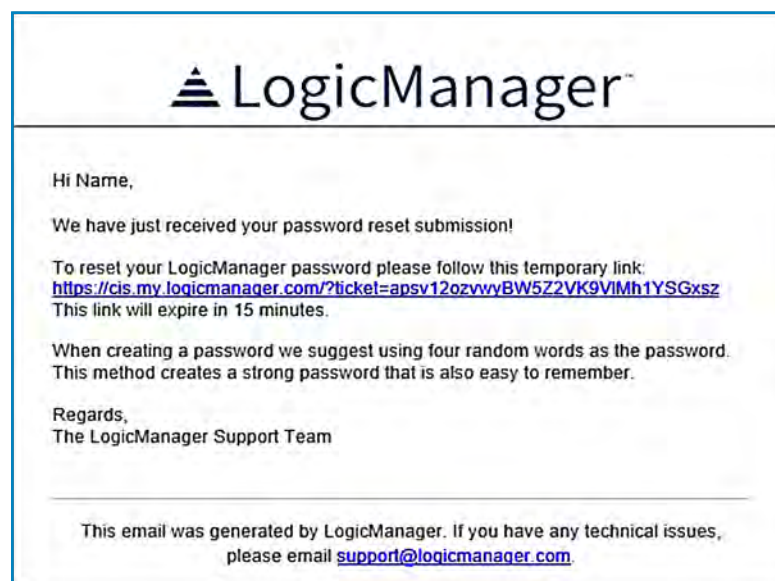 LogicManager™
Hi Name,
We have just received your password reset submission!
To reset your LogicManager password please follow this temporary link:
https://cis.my.logicmanager.com/?ticket=apsv12ozvwyBW5Z2VK9VlMh1YSGxsz
This link will expire in 15 minutes.
When creating a password we suggest using four random words as the password.
This method creates a strong password that is also easy to remember.
Regards,
The LogicManager Support Team
This email was generated by LogicManager. If you have any technical issues,
please email support@logicmanager.com.